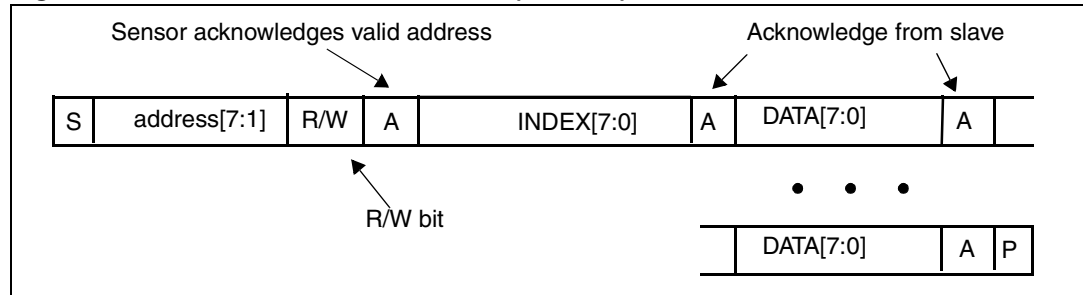 Sensor acknowledges valid address Acknowledge from slave
S address[7:1] R/W A INDEX[7:0] A DATA[7:0] A
R/W bit
DATA[7:0] A P